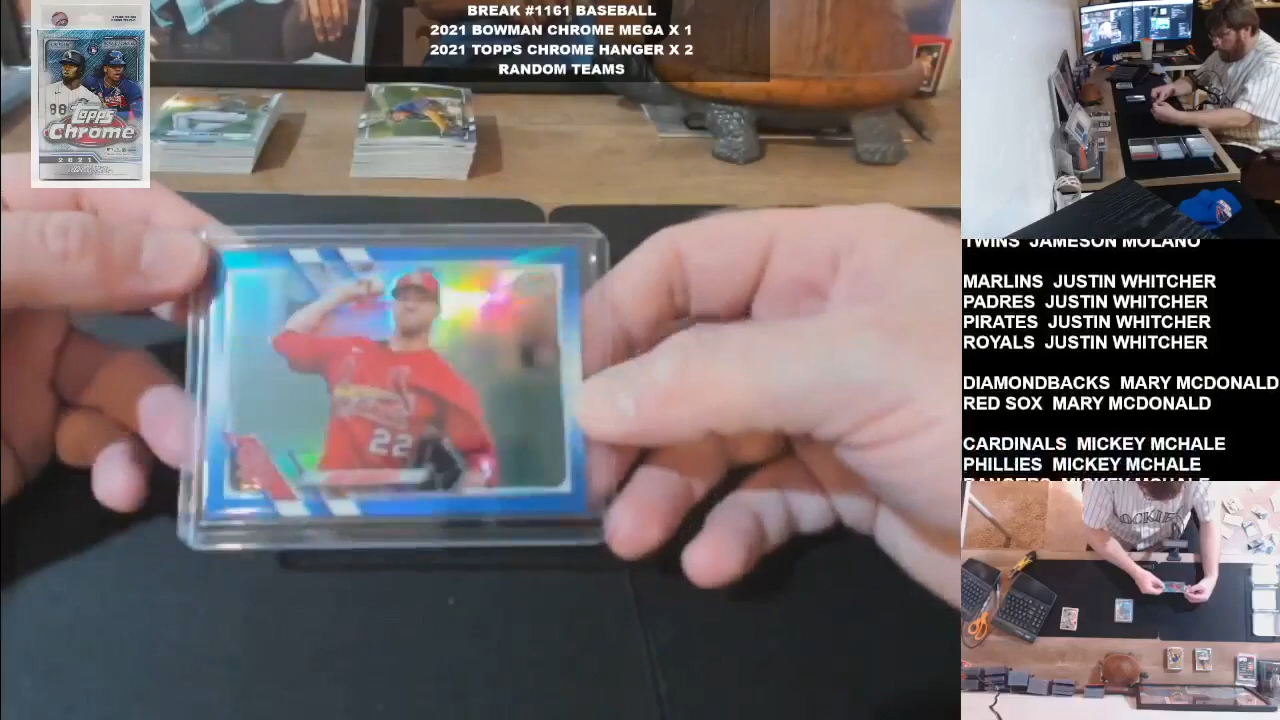 BREAK #1161 BASEBALL
2021 BOWMAN CHROME MEGA X 1
2021 TOPPS CHROME HANGER X 2
RANDOM TEAMS
88
Topps
Chrome
2021
22
TWINS JAMESON MOLANO
MARLINS JUSTIN WHITCHER
PADRES JUSTIN WHITCHER
PIRATES JUSTIN WHITCHER
ROYALS JUSTIN WHITCHER
DIAMONDBACKS MARY MCDONALD
RED SOX MARY MCDONALD
CARDINALS MICKEY MCHALE
PHILLIES MICKEY MCHALE
RANGERS MICKEY MCHALE